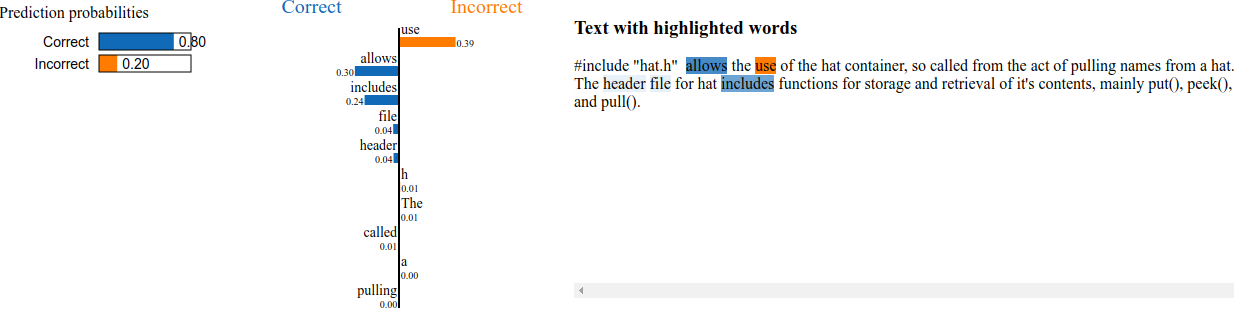 Prediction probabilities
Correct 0.80
Incorrect 0.20
Correct Incorrect
use
0.39
allows
0.30
includes
0.24
file
0.04
header
0.04
h
0.01
The
0.01
called
0.01
a
0.00
pulling
0.00
Text with highlighted words
#include "hat.h" allows the use of the hat container, so called from the act of pulling names from a hat.
The header file for hat includes functions for storage and retrieval of it's contents, mainly put(), peek(),
and pull().